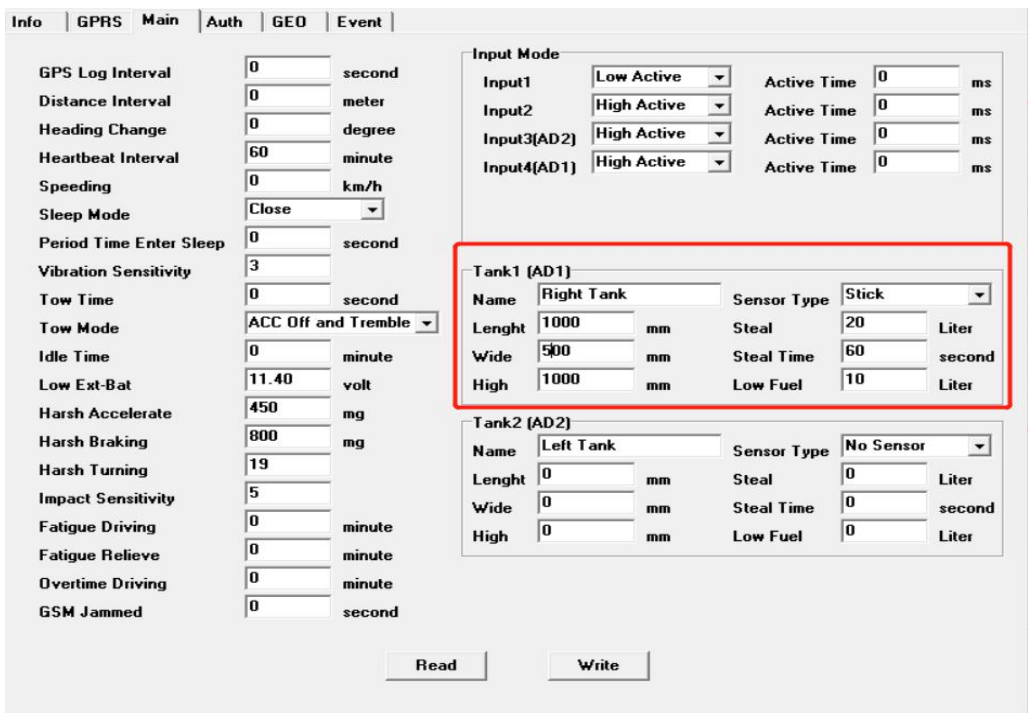 Info GPRS Main Auth GEO Event
GPS Log Interval 0 second
Distance Interval 0 meter
Heading Change 0 degree
Heartbeat Interval 60 minute
Speeding 0 km/h
Sleep Mode Close
Period Time Enter Sleep 0 second
Vibration Sensitivity 3
Tow Time 0 second
Tow Mode ACC Off and Tremble
Idle Time 0 minute
Low Ext-Bat 11.40 volt
Harsh Accelerate 450 mg
Harsh Braking 800 mg
Harsh Turning 19
Impact Sensitivity 5
Fatigue Driving 0 minute
Fatigue Relieve 0 minute
Overtime Driving 0 minute
GSM Jammed 0 second
Input Mode
Input1 Low Active Active Time 0 ms
Input2 High Active Active Time 0 ms
Input3(AD2) High Active Active Time 0 ms
Input4(AD1) High Active Active Time 0 ms
Tank1 (AD1)
Name Right Tank Sensor Type Stick
Lenght 1000 mm Steal 20 Liter
Wide 500 mm Steal Time 60 second
High 1000 mm Low Fuel 10 Liter
Tank2 (AD2)
Name Left Tank Sensor Type No Sensor
Lenght 0 mm Steal 0 Liter
Wide 0 mm Steal Time 0 second
High 0 mm Low Fuel 0 Liter
Read Write